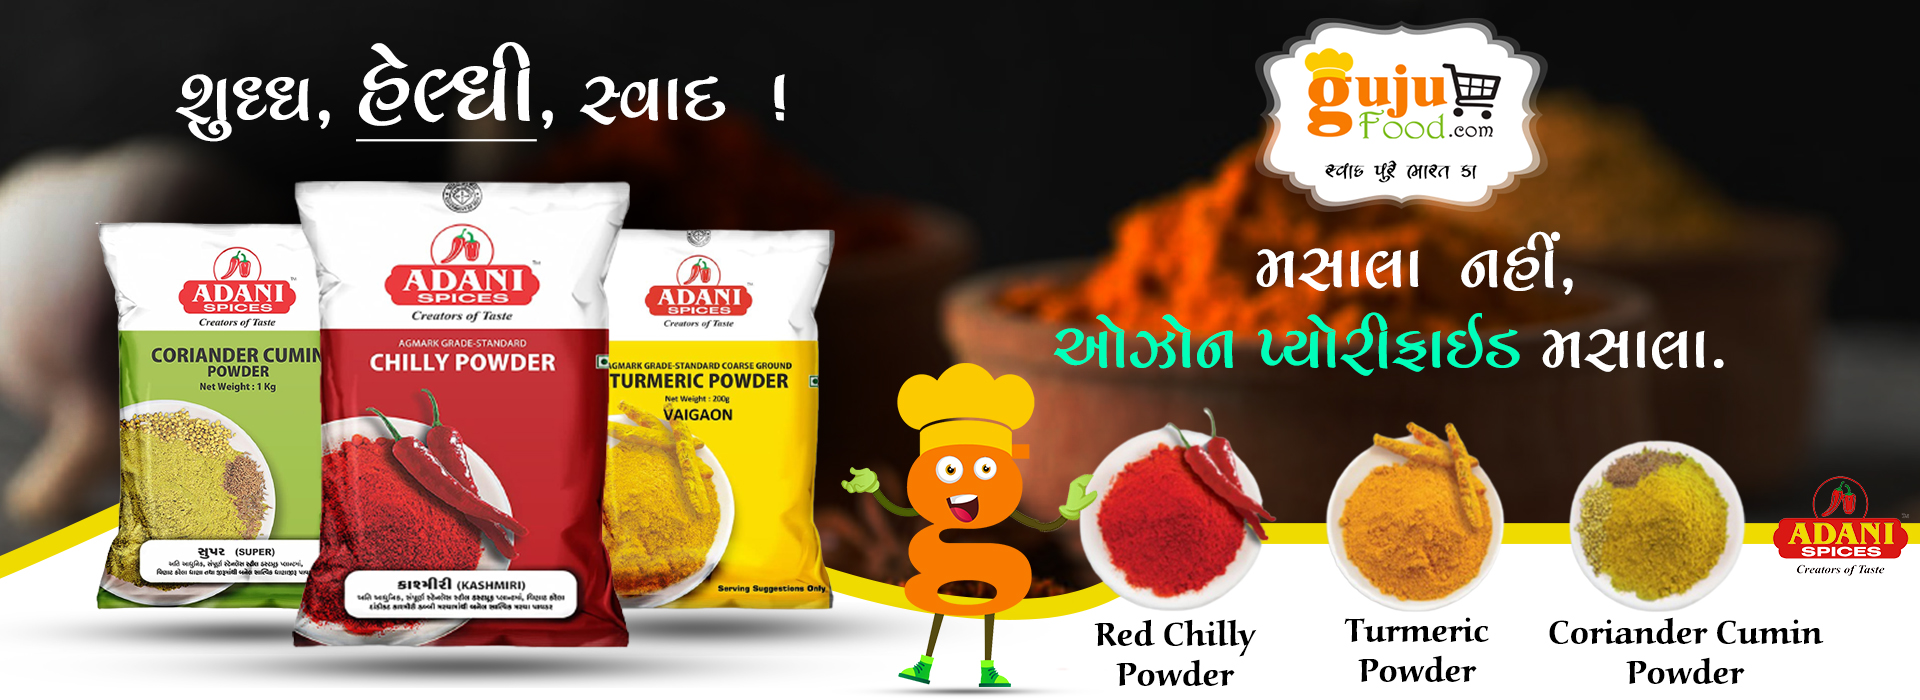 શુધ્ધ, હેલ્ધી, સ્વાદ !
guju
Food.com
સ્વાદ પુરે ભારત કા
મસાલા નહીં,
ઓઝોન પ્યોરીફાઇડ મસાલા.
ADANI
SPICES
Creators of Taste
CORIANDER CUMIN
POWDER
Net Weight : 1 Kg
સુપર (SUPER)
ADANI
SPICES
Creators of Taste
AGMARK GRADE-STANDARD
CHILLY POWDER
કાશ્મીરી (KASHMIRI)
ADANI
SPICES
Creators of Taste
AGMARK GRADE-STANDARD COARSE GROUND
TURMERIC POWDER
Net Weight : 200g
VAIGAON
Serving Suggestions Only
Red Chilly
Powder
Turmeric
Powder
Coriander Cumin
Powder
ADANI
SPICES
Creators of Taste